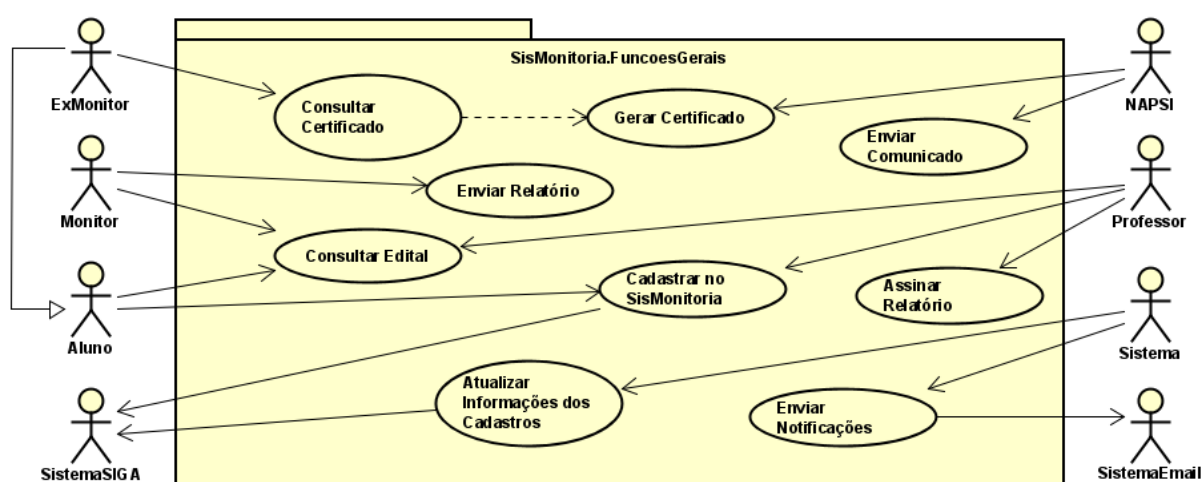 SisMonitoria.FuncoesGerais
ExMonitor
Consultar
Certificado
Gerar Certificado
NAPSI
Enviar
Comunicado
Monitor
Enviar Relatório
Professor
Consultar Edital
Cadastrar no
SisMonitoria
Assinar
Relatório
Aluno
Sistema
Atualizar
Informações dos
Cadastros
Enviar
Notificações
SistemaSIGA
SistemaEmail